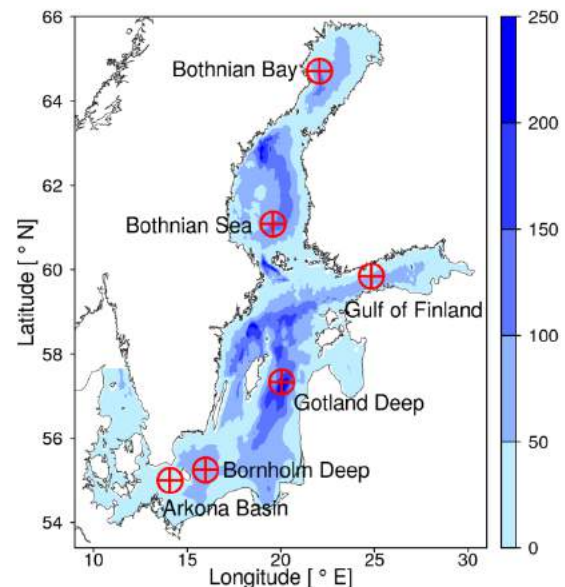 66
64
62
60
58
56
54
Latitude [ ° N]
10
15
20
25
30
Longitude [ ° E]
Bothnian Bay
Bothnian Sea
Gulf of Finland
Gotland Deep
Bornholm Deep
Arkona Basin
250
200
150
100
50
0